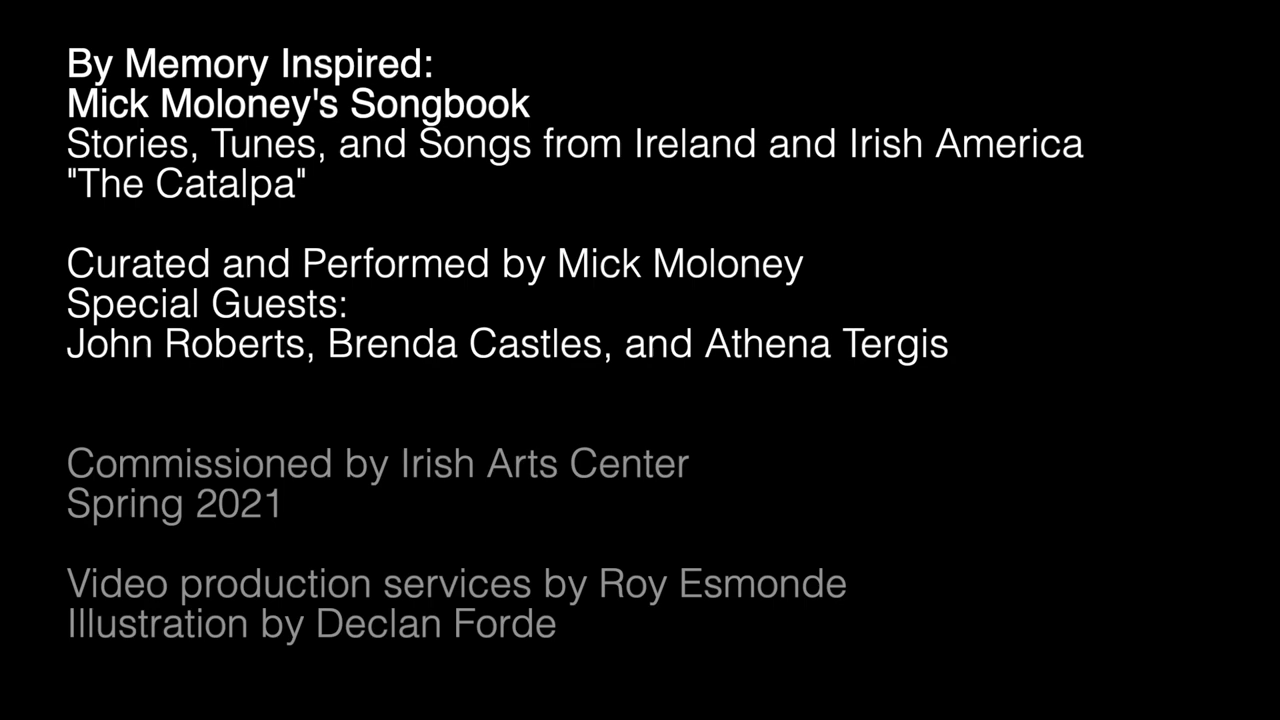 By Memory Inspired:
Mick Moloney's Songbook
Stories, Tunes, and Songs from Ireland and Irish America
"The Catalpa"
Curated and Performed by Mick Moloney
Special Guests:
John Roberts, Brenda Castles, and Athena Tergis
Commissioned by Irish Arts Center
Spring 2021
Video production services by Roy Esmonde
Illustration by Declan Forde